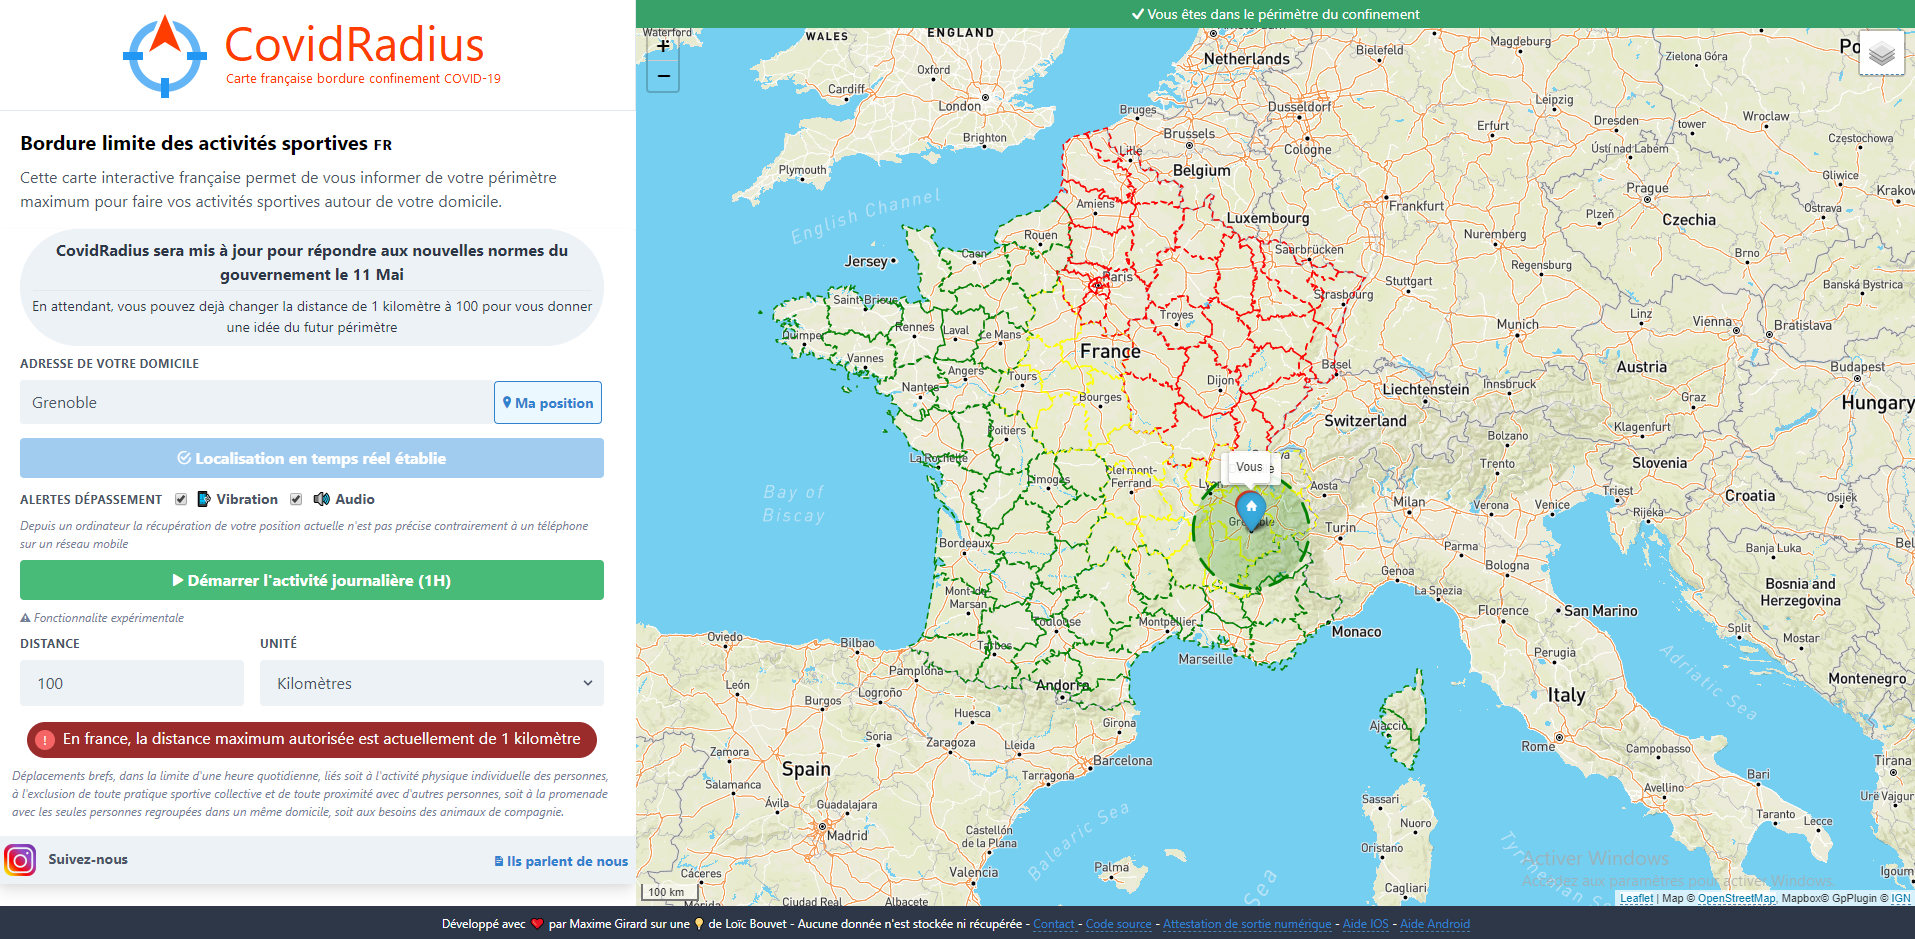 CovidRadius
Carte française bordure confinement COVID-19
Bordure limite des activités sportives FR
Cette carte interactive française permet de vous informer de votre périmètre
maximum pour faire vos activités sportives autour de votre domicile.
CovidRadius sera mis à jour pour répondre aux nouvelles normes du
gouvernement le 11 Mai
En attendant, vous pouvez dejà changer la distance de 1 kilomètre à 100 pour vous donner
une idée du futur périmètre
ADRESSE DE VOTRE DOMICILE
Grenoble
Ma position
Localisation en temps réel établie
ALERTES DÉPASSEMENT Vibration Audio
Depuis un ordinateur la récupération de votre position actuelle n'est pas précise contrairement à un téléphone
sur un réseau mobile
Démarrer l'activité journalière (1H)
Fonctionnalite expérimentale
DISTANCE UNITÉ
100 Kilomètres
En france, la distance maximum autorisée est actuellement de 1 kilomètre
Déplacements brefs, dans la limite d'une heure quotidienne, liés soit à l'activité physique individuelle des personnes,
à l'exclusion de toute pratique sportive collective et de toute proximité avec d'autres personnes, soit à la promenade
avec les seules personnes regroupées dans un même domicile, soit aux besoins des animaux de compagnie.
Suivez-nous
Ils parlent de nous
Vous êtes dans le périmètre du confinement
+
−
Waterford
WALES
ENGLAND
Oxford
Cardiff
London
Brighton
Plymouth
English Channel
Jersey
Netherlands
Bruges
Brussels
Belgium
Lille
Amiens
Luxembourg
Dusseldorf
Cologne
Bielefeld
Magdeburg
Zielona Góra
Leipzig
Dresden
tower
Wroclaw
Erfurt
Ústí nad Labem
Częstochowa
Gliwice
Prague
Plzeň
Czechia
Ostrava
Frankfurt
Nuremberg
Brno
Regensburg
Saarbrücken
Stuttgart
Strasbourg
Banská Bystrica
Linz
Vienna
Bratislava
Munich
Rouen
Caen
Paris
Saint-Brieuc
Quimper
Rennes
Laval
Le Mans
Vannes
Angers
Nantes
Tours
Troyes
France
Bourges
Dijon
Basel
Poitiers
La Rochelle
Limoges
Clermont-
Ferrand
Vous
Grenoble
Bay of
Biscay
Bordeaux
Mont-de-
Marsan
Toulouse
Tarbes
Montpellier
Marseille
Monaco
Andorra
Liechtenstein
Switzerland
Innsbruck
Austria
Graz
Budapest
Hungary
Klagenfurt
Bolzano
Trento
Slovenia
Aosta
Milan
Verona
Venice
Triest
Rijeka
Croatia
Osijek
Turin
Parma
Genoa
Bologna
La Spezia
Florence
San Marino
Banja Luka
Bosnia and
Herzegovina
Split
Mostar
Perugia
Adriatic Sea
Montenegro
Italy
Rome
Campobasso
Bari
Avellino
Taranto
Lecce
Tirana
Ajaccio
Sassari
Nuoro
Oristano
Cagliari
Oviedo
Bilbao
Pamplona
León
Burgos
Logroño
Huesca
Girona
Soria
Zaragoza
Lleida
Barcelona
Tarragona
Zamora
Spain
Salamanca
Ávila
Guadalajara
Madrid
Castellón
de la Plana
Balearic Sea
Palma
Cáceres
Valencia
Ciudad Real
Albacete
100 km
Activer Windows
Accédez aux paramètres pour activer Windows.
Leaflet | Map © OpenStreetMap, Mapbox© GpPlugin © IGN
Développé avec par Maxime Girard sur une de Loïc Bouvet - Aucune donnée n'est stockée ni récupérée - Contact - Code source - Attestation de sortie numérique - Aide IOS - Aide Android